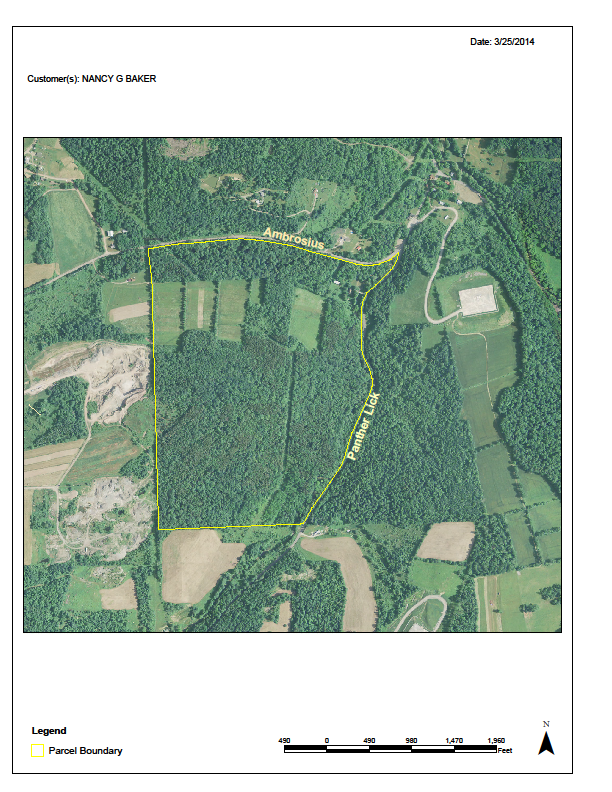 Date: 3/25/2014
Customer(s): NANCY G BAKER
Ambrosius
Panther Lick
Legend
Parcel Boundary
490 0 490 980 1,470 1,960
Feet
N